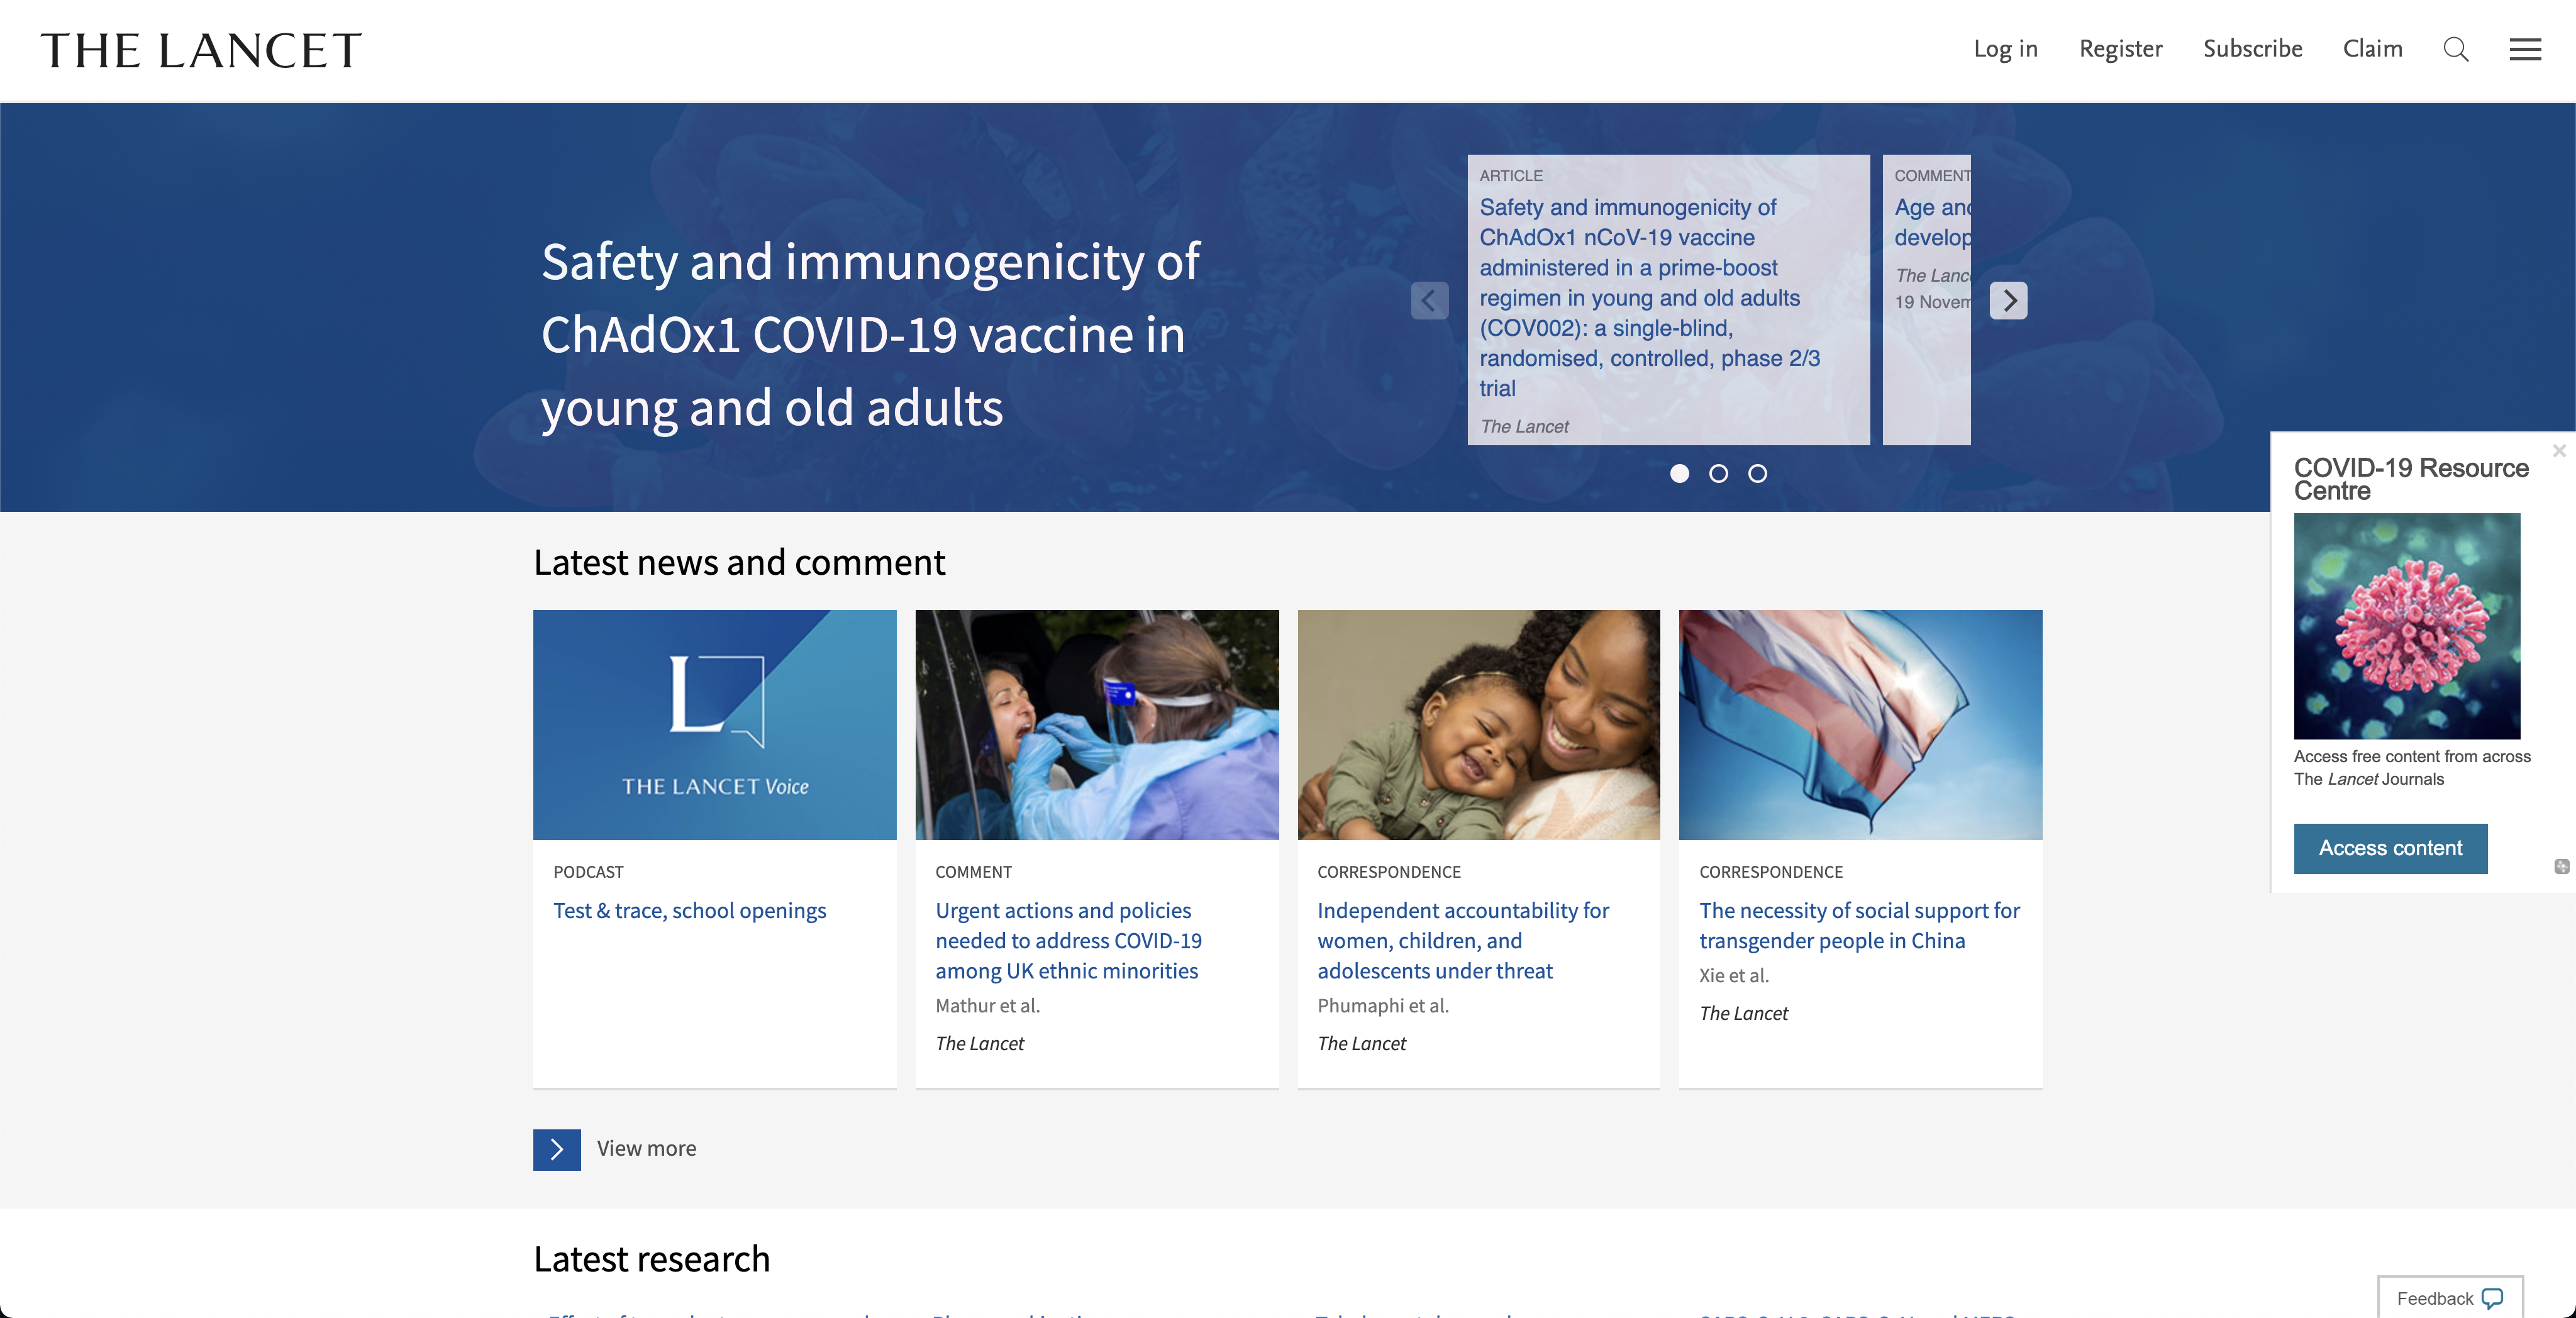 THE LANCET
Log in
Register
Subscribe
Claim
Safety and immunogenicity of
ChAdOx1 COVID-19 vaccine in
young and old adults
ARTICLE
Safety and immunogenicity of
ChAdOx1 nCoV-19 vaccine
administered in a prime-boost
regimen in young and old adults
(COV002): a single-blind,
randomised, controlled, phase 2/3
trial
The Lancet
COMMENT
Age
develop
The
19
COVID-19 Resource
Centre
Access free content from across
The Lancet Journals
Access content
Latest news and comment
THE LANCET Voice
PODCAST
Test & trace, school openings
COMMENT
Urgent actions and policies
needed to address COVID-19
among UK ethnic minorities
Mathur et al.
The Lancet
CORRESPONDENCE
Independent accountability for
women, children, and
adolescents under threat
Phumaphi et al.
The Lancet
CORRESPONDENCE
The necessity of social support for
transgender people in China
Xie et al.
The Lancet
View more
Latest research
Feedback